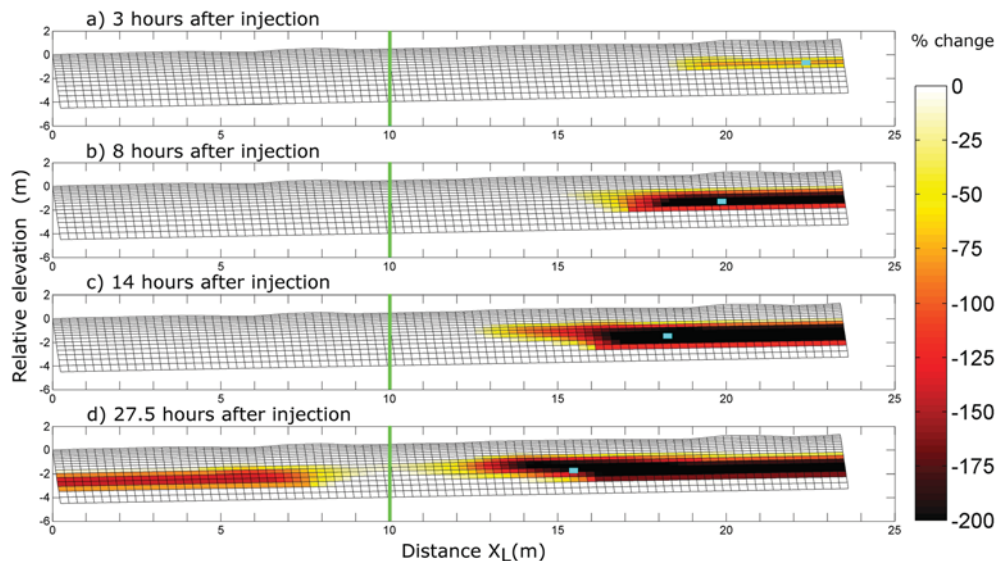 a) 3 hours after injection
% change
2
0
-2
-4
-6
0 5 10 15 20 25
b) 8 hours after injection
2
0
-2
-4
-6
0 5 10 15 20 25
c) 14 hours after injection
2
0
-2
-4
-6
0 5 10 15 20 25
d) 27.5 hours after injection
2
0
-2
-4
-6
0 5 10 15 20 25
Relative elevation (m)
Distance XL(m)
0
-25
-50
-75
-100
-125
-150
-175
-200